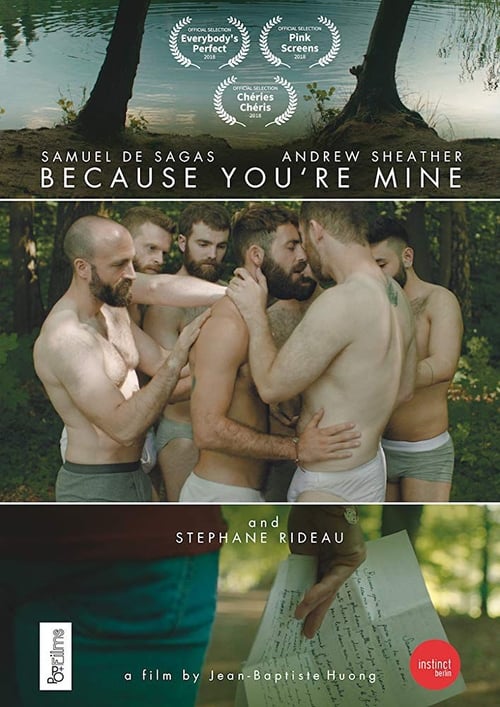 OFFICIAL SELECTION
Everybody's
Perfect
2018
OFFICIAL SELECTION
Pink
Screens
2018
OFFICIAL SELECTION
Chéries
Chéris
2018
SAMUEL DE SAGAS ANDREW SHEATHER
BECAUSE YOU'RE MINE
and
STEPHANE RIDEAU
a film by Jean-Baptiste Huong
instinct
berlin